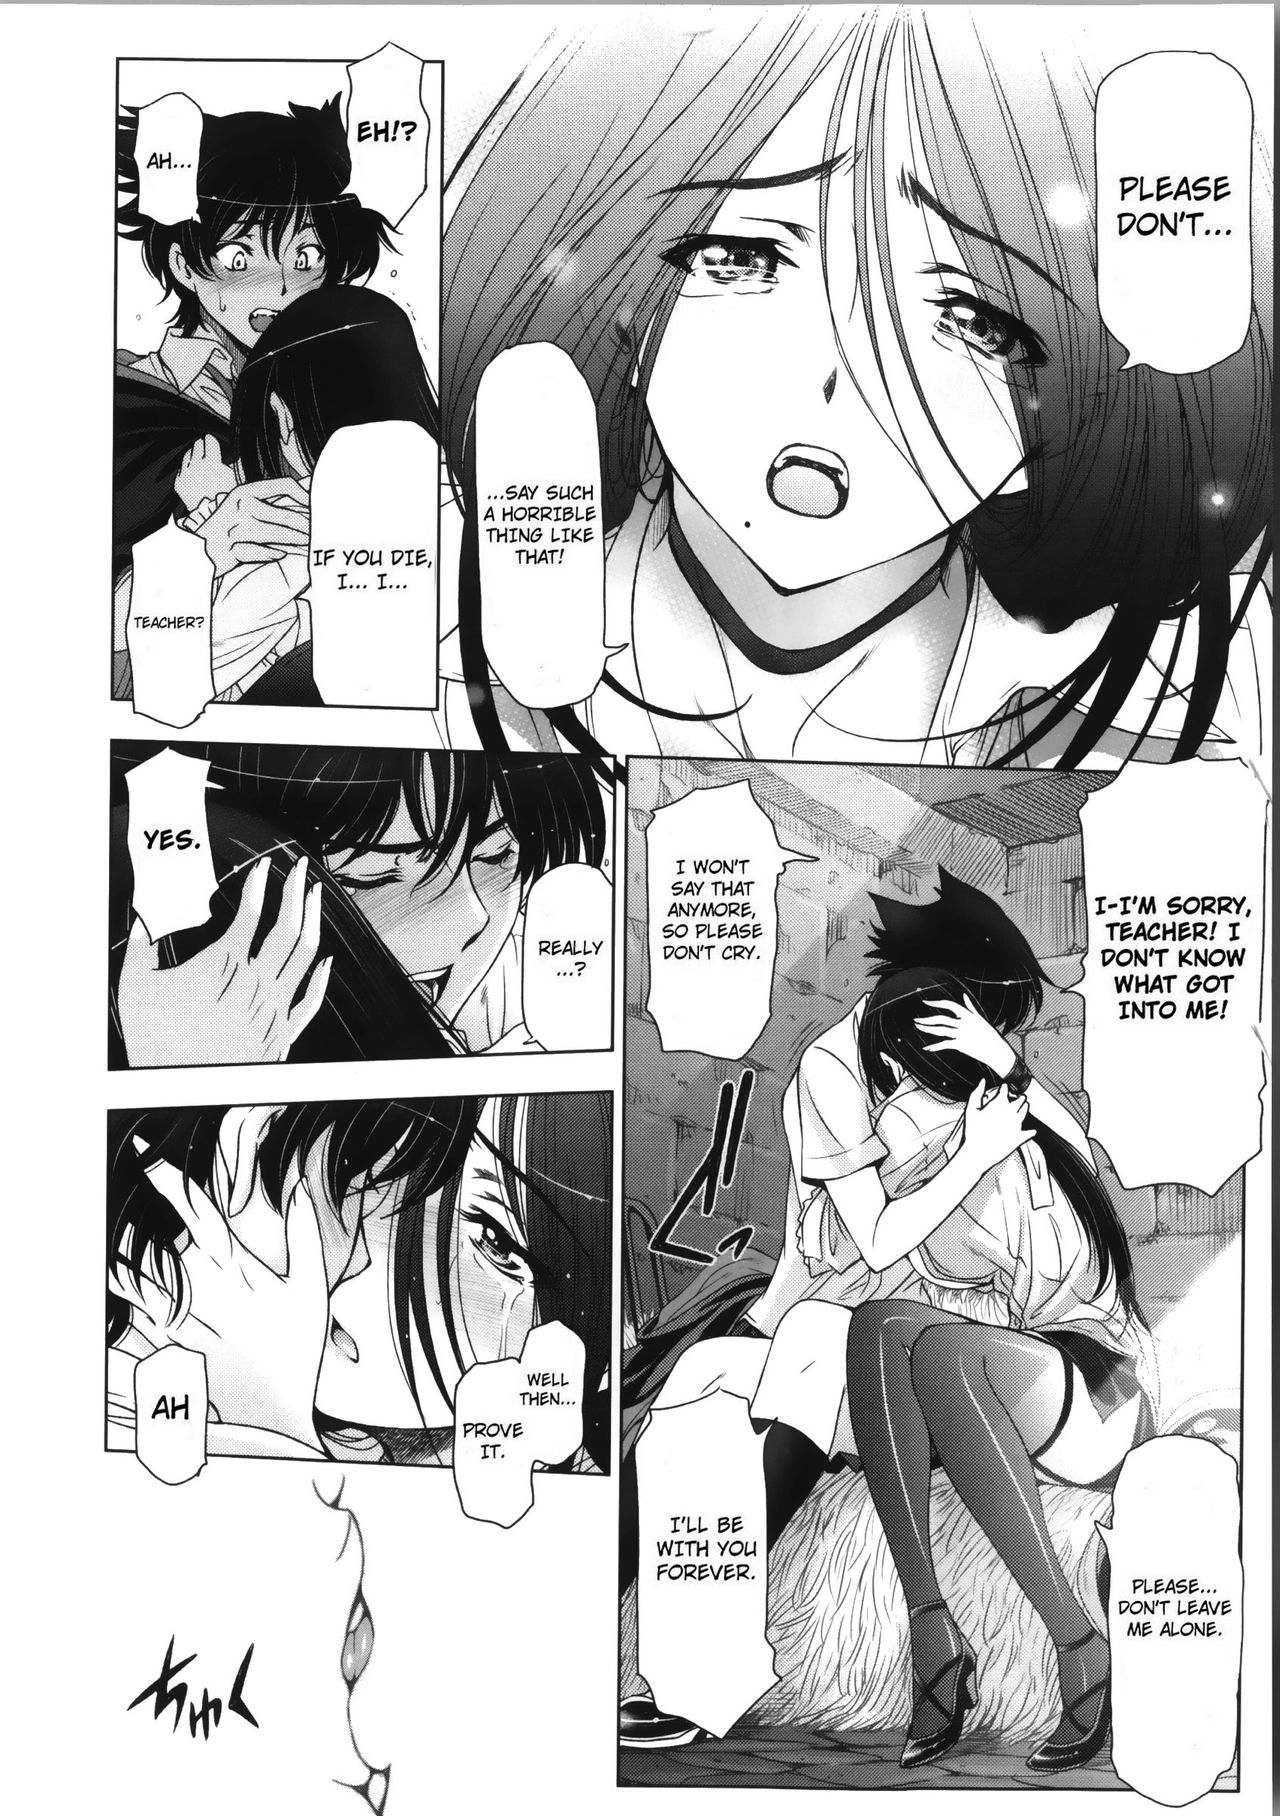 PLEASE
DON'T...
...SAY SUCH
A HORRIBLE
THING LIKE
THAT!
EH!?
AH...
IF YOU DIE,
I... I...
TEACHER?
I-I'M SORRY,
TEACHER! I
DON'T KNOW
WHAT GOT
INTO ME!
I WON'T
SAY THAT
ANYMORE,
SO PLEASE
DON'T CRY.
PLEASE...
DON'T LEAVE
ME ALONE.
I'LL BE
WITH YOU
FOREVER.
REALLY
...?
YES.
WELL
THEN...
PROVE
IT.
AH
ちゅく